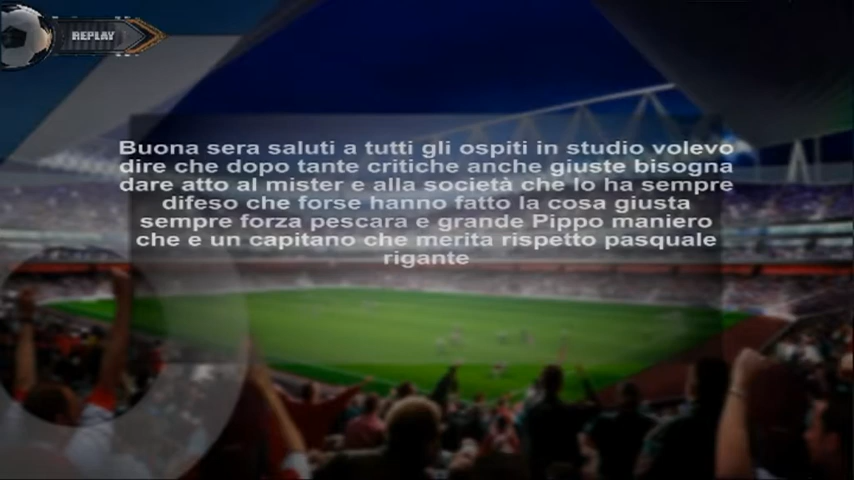 REPLAY
Buona sera saluti a tutti gli ospiti in studio volevo
dire che dopo tante critiche anche giuste bisogna
dare atto al mister e alla società che lo ha sempre
difeso che forse hanno fatto la cosa giusta
sempre forza pescara e grande Pippo maniero
che e un capitano che merita rispetto pasquale
rigante